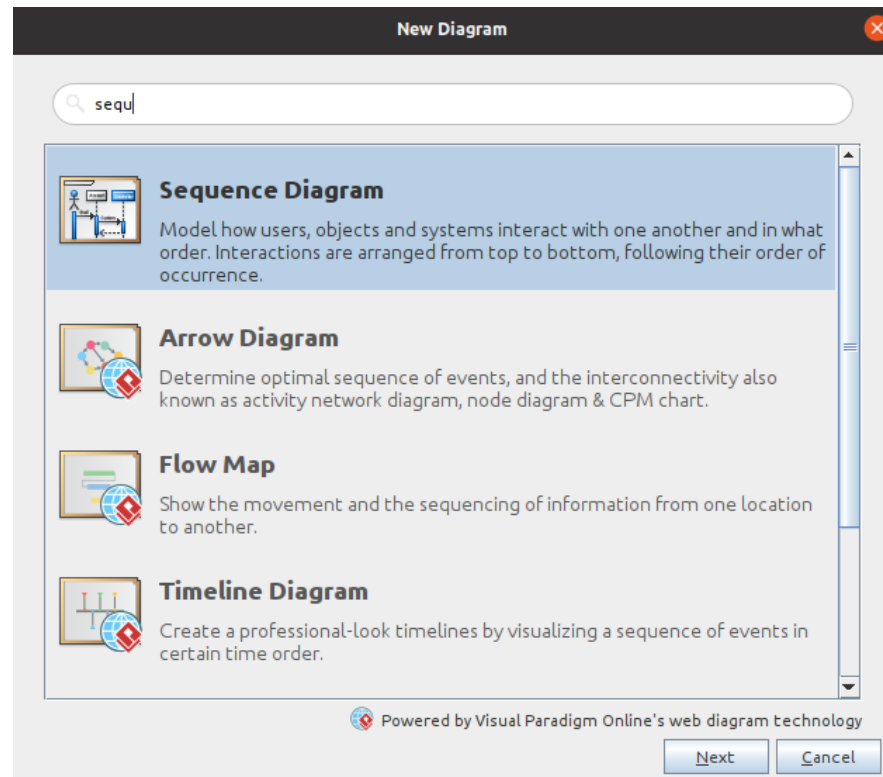 New Diagram
sequ
Sequence Diagram
Model how users, objects and systems interact with one another and in what
order. Interactions are arranged from top to bottom, following their order of
occurrence.
Arrow Diagram
Determine optimal sequence of events, and the interconnectivity also
known as activity network diagram, node diagram & CPM chart.
Flow Map
Show the movement and the sequencing of information from one location
to another.
Timeline Diagram
Create a professional-look timelines by visualizing a sequence of events in
certain time order.
Powered by Visual Paradigm Online's web diagram technology
Next Cancel